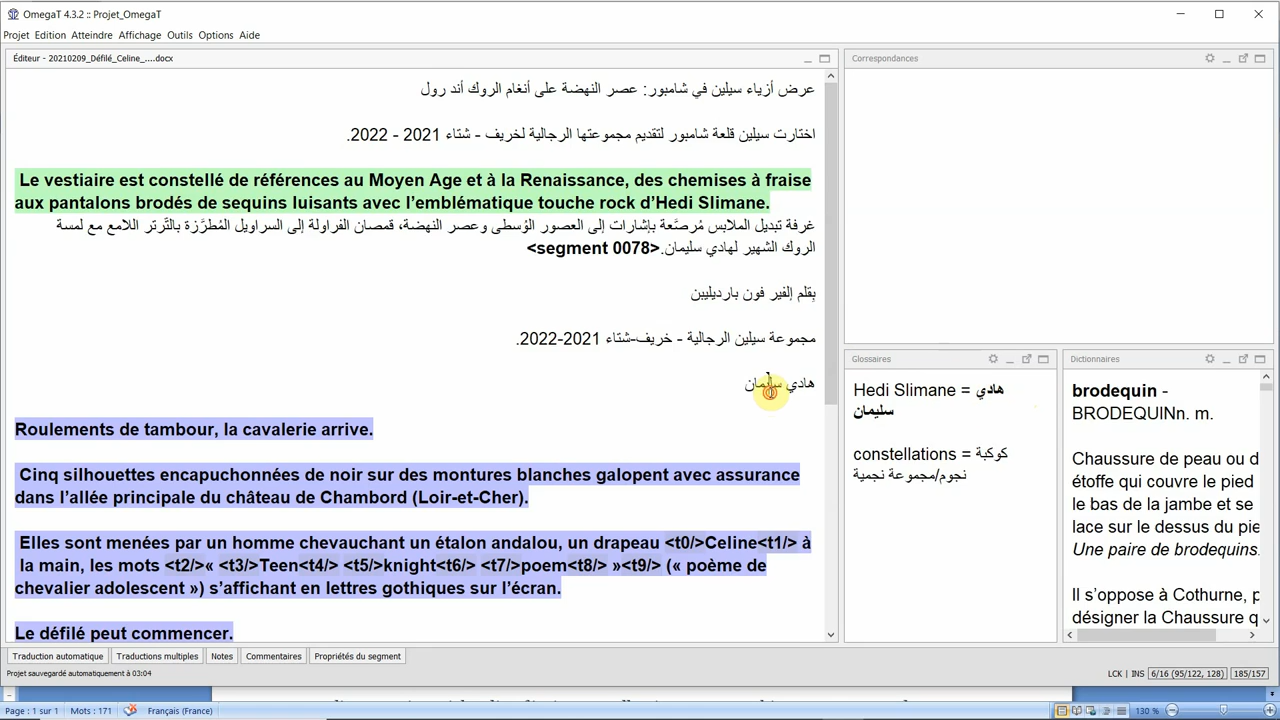 OmegaT 4.3.2 :: Projet_OmegaT
Projet Edition Atteindre Affichage Outils Options Aide
Éditeur - 20210209_Défilé_Celine_....docx
عرض أزياء سيلين في شامبور: عصر النهضة على أنغام الروك أند رول
اختارت سيلين قلعة شامبور لتقديم مجموعتها الرجالية لخريف - شتاء 2021 - 2022.
Le vestiaire est constellé de références au Moyen Age et à la Renaissance, des chemises à fraise
aux pantalons brodés de sequins luisants avec l’emblématique touche rock d’Hedi Slimane.
غرفة تبديل الملابس مُرصَّعة بإشارات إلى العصور الوُسطى وعصر النهضة، قمصان الفراولة إلى السراويل المُطرَّزة بالتَّرتر اللامع مع لمسة
الروك الشهير لهادي سليمان.<segment 0078>
بِقلم إلفير فون بارديليبن
مجموعة سيلين الرجالية - خريف-شتاء 2021-2022.
هادي سليمان
Roulements de tambour, la cavalerie arrive.
Cinq silhouettes encapuchonnées de noir sur des montures blanches galopent avec assurance
dans l’allée principale du château de Chambord (Loir-et-Cher).
Elles sont menées par un homme chevauchant un étalon andalou, un drapeau <t0/>Celine<t1/> à
la main, les mots <t2/>« <t3/>Teen<t4/> <t5/>knight<t6/> <t7/>poem<t8/> »<t9/> (« poème de
chevalier adolescent ») s’affichant en lettres gothiques sur l’écran.
Le défilé peut commencer.
Correspondances
Glossaires
Hedi Slimane = هادي
سليمان
constellations = كوكبة
نجوم/مجموعة نجمية
Dictionnaires
brodequin -
BRODEQUINn. m.
Chaussure de peau ou d
étoffe qui couvre le pied
le bas de la jambe et se
lace sur le dessus du pie
Une paire de brodequins.
Il s’oppose à Cothurne, p
désigner la Chaussure q
Traduction automatique Traductions multiples Notes Commentaires Propriétés du segment
Projet sauvegardé automatiquement à 03:04
LCK | INS 6/16 (95/122, 128) 185/157
Page : 1 sur 1 Mots : 171 Français (France) 130 %